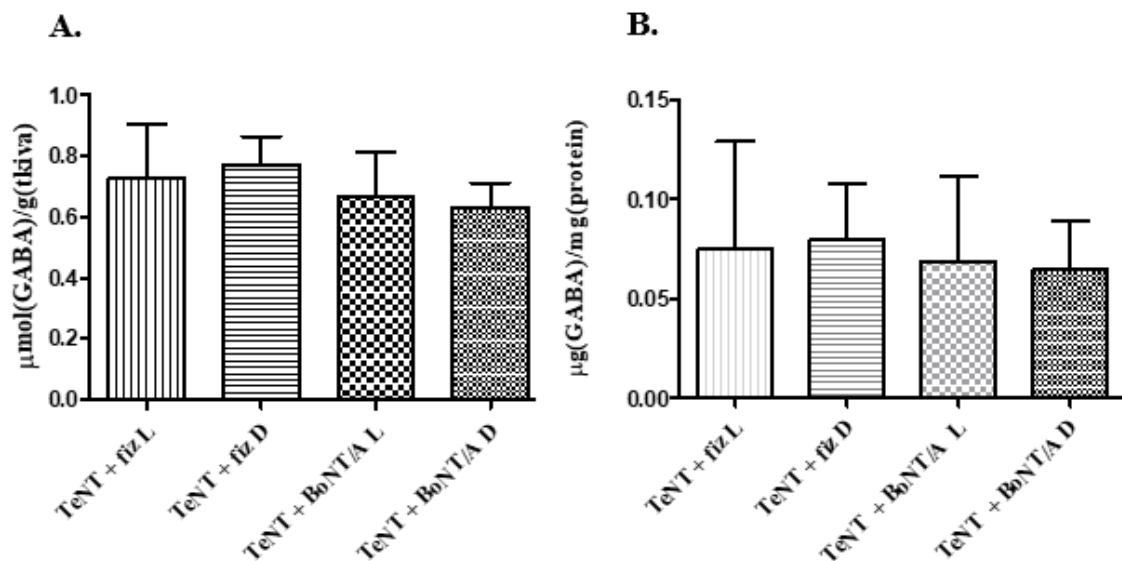 A.
μmol(GABA)/g(tkiva)
1.0
0.8
0.6
0.4
0.2
0.0
TeNT + fiz L
TeNT + fiz D
TeNT + BoNT/A L
TeNT + BoNT/A D
B.
μg(GABA)/mg(protein)
0.15
0.10
0.05
0.00
TeNT + fiz L
TeNT + fiz D
TeNT + BoNT/A L
TeNT + BoNT/A D